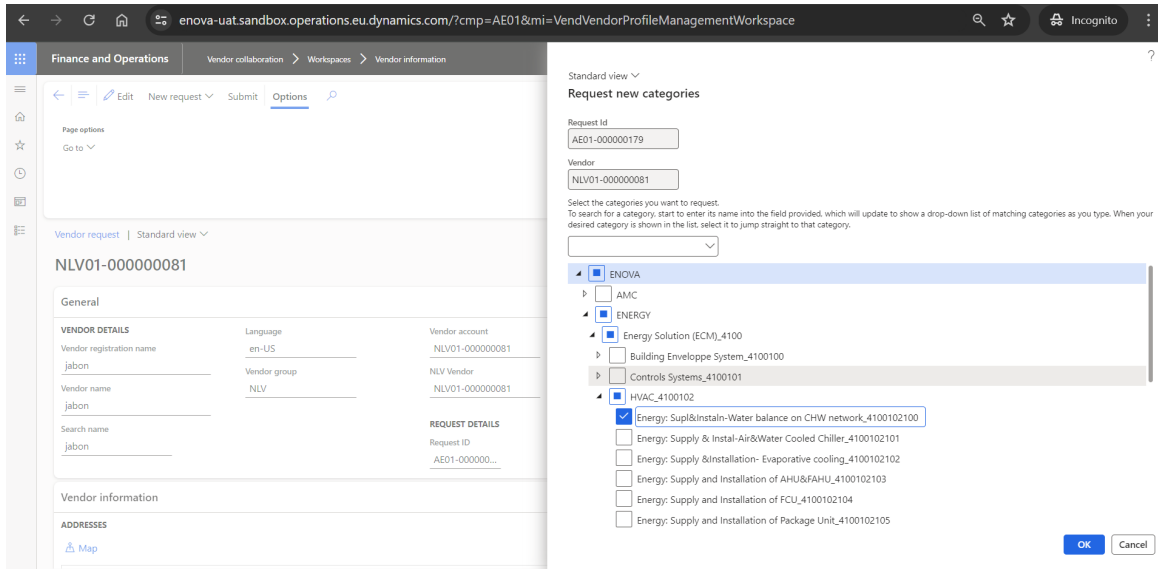 enova-uat.sandbox.operations.eu.dynamics.com/?cmp=AE01&mi=VendVendorProfileManagementWorkspace
Incognito
Finance and Operations
Vendor collaboration > Workspaces > Vendor information
Edit New request Submit Options
Page options
Go to
Vendor request | Standard view
NLV01-000000081
General
VENDOR DETAILS
Vendor registration name
jabon
Vendor name
jabon
Search name
jabon
Language
en-US
Vendor group
NLV
Vendor account
NLV01-000000081
NLV Vendor
NLV01-000000081
REQUEST DETAILS
Request ID
AE01-000000...
Vendor information
ADDRESSES
Map
?
Standard view
Request new categories
Request Id
AE01-000000179
Vendor
NLV01-000000081
Select the categories you want to request.
To search for a category, start to enter its name into the field provided, which will update to show a drop-down list of matching categories as you type. When your
desired category is shown in the list, select it to jump straight to that category.
ENOVA
AMC
ENERGY
Energy Solution (ECM)_4100
Building Enveloppe System_4100100
Controls Systems_4100101
HVAC_4100102
Energy: Supl&Instaln-Water balance on CHW network_4100102100
Energy: Supply & Instal-Air&Water Cooled Chiller_4100102101
Energy: Supply &Installation- Evaporative cooling_4100102102
Energy: Supply and Installation of AHU&FAHU_4100102103
Energy: Supply and Installation of FCU_4100102104
Energy: Supply and Installation of Package Unit_4100102105
OK Cancel